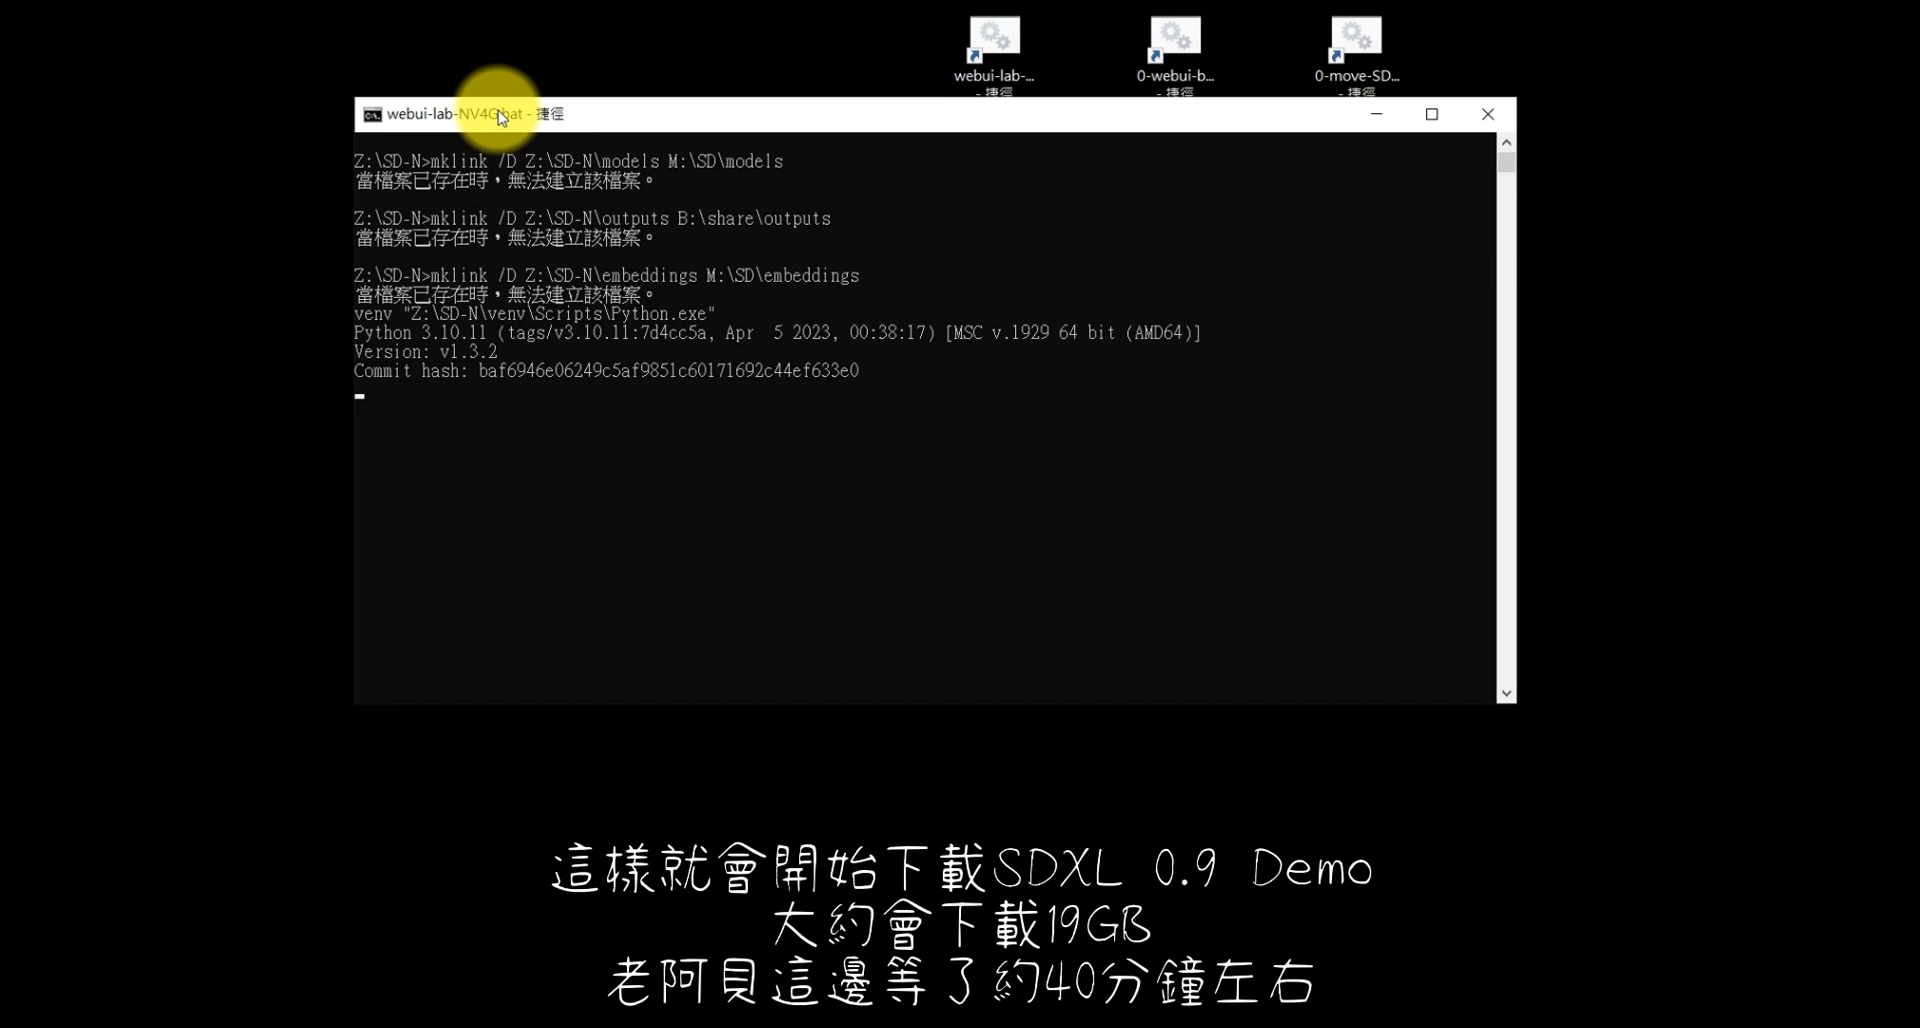 webui-lab-...
- 捷徑
0-webui-b...
- 捷徑
0-move-SD...
- 捷徑
webui-lab-NV4G.bat - 捷徑
Z:\SD-N>mklink /D Z:\SD-N\models M:\SD\models
當檔案已存在時，無法建立該檔案。
Z:\SD-N>mklink /D Z:\SD-N\outputs B:\share\outputs
當檔案已存在時，無法建立該檔案。
Z:\SD-N>mklink /D Z:\SD-N\embeddings M:\SD\embeddings
當檔案已存在時，無法建立該檔案。
venv "Z:\SD-N\venv\Scripts\Python.exe"
Python 3.10.11 (tags/v3.10.11:7d4cc5a, Apr  5 2023, 00:38:17) [MSC v.1929 64 bit (AMD64)]
Version: v1.3.2
Commit hash: baf6946e06249c5af9851c60171692c44ef633e0
這樣就會開始下載SDXL 0.9 Demo
大約會下載19GB
老阿貝這邊等了約40分鐘左右